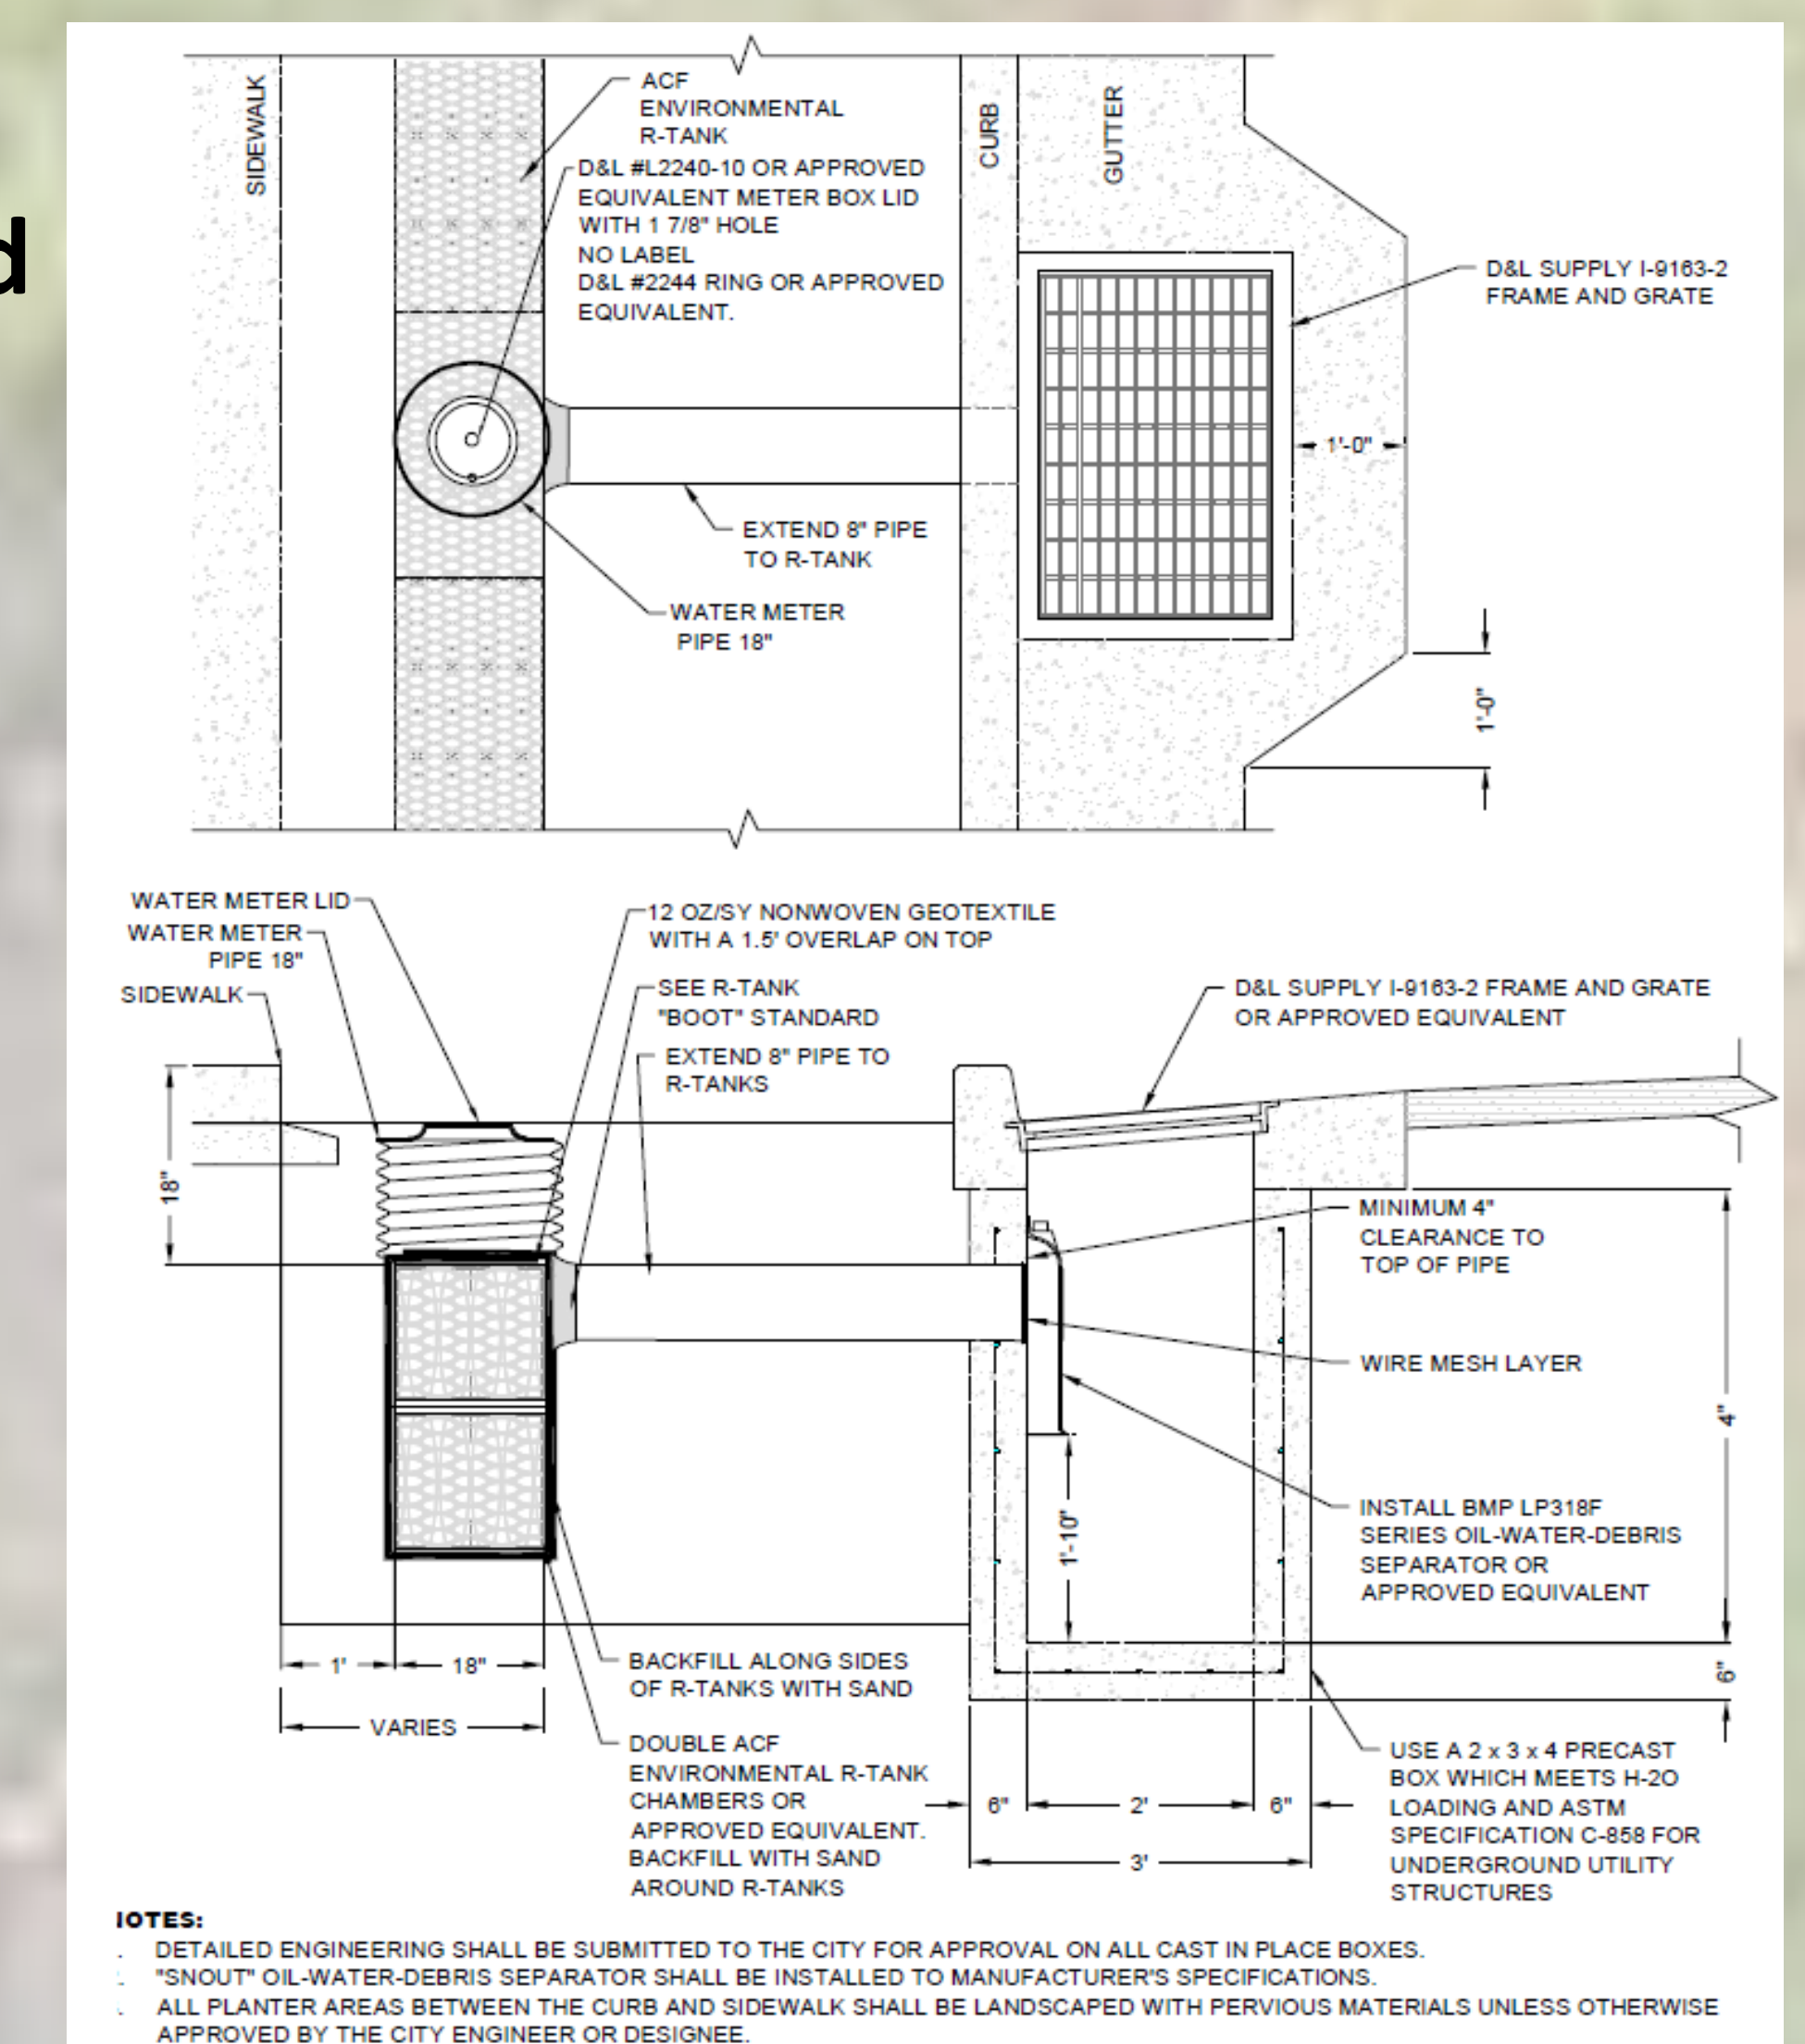 d
SIDEWALK
ACF
ENVIRONMENTAL
R-TANK
D&L #L2240-10 OR APPROVED
EQUIVALENT METER BOX LID
WITH 1 7/8" HOLE
NO LABEL
D&L #2244 RING OR APPROVED
EQUIVALENT.
CURB
GUTTER
D&L SUPPLY I-9163-2
FRAME AND GRATE
1'-0"
EXTEND 8" PIPE
TO R-TANK
WATER METER
PIPE 18"
1'-0"
WATER METER LID
WATER METER
PIPE 18"
SIDEWALK
12 OZ/SY NONWOVEN GEOTEXTILE
WITH A 1.5' OVERLAP ON TOP
SEE R-TANK
"BOOT" STANDARD
EXTEND 8" PIPE TO
R-TANKS
D&L SUPPLY I-9163-2 FRAME AND GRATE
OR APPROVED EQUIVALENT
18"
MINIMUM 4"
CLEARANCE TO
TOP OF PIPE
WIRE MESH LAYER
4"
INSTALL BMP LP318F
SERIES OIL-WATER-DEBRIS
SEPARATOR OR
APPROVED EQUIVALENT
1'-10"
1'
18"
VARIES
BACKFILL ALONG SIDES
OF R-TANKS WITH SAND
6"
DOUBLE ACF
ENVIRONMENTAL R-TANK
CHAMBERS OR
APPROVED EQUIVALENT.
BACKFILL WITH SAND
AROUND R-TANKS
6"
2'
6"
3'
USE A 2 x 3 x 4 PRECAST
BOX WHICH MEETS H-2O
LOADING AND ASTM
SPECIFICATION C-858 FOR
UNDERGROUND UTILITY
STRUCTURES
IOTES:
. DETAILED ENGINEERING SHALL BE SUBMITTED TO THE CITY FOR APPROVAL ON ALL CAST IN PLACE BOXES.
. "SNOUT" OIL-WATER-DEBRIS SEPARATOR SHALL BE INSTALLED TO MANUFACTURER'S SPECIFICATIONS.
. ALL PLANTER AREAS BETWEEN THE CURB AND SIDEWALK SHALL BE LANDSCAPED WITH PERVIOUS MATERIALS UNLESS OTHERWISE
APPROVED BY THE CITY ENGINEER OR DESIGNEE.